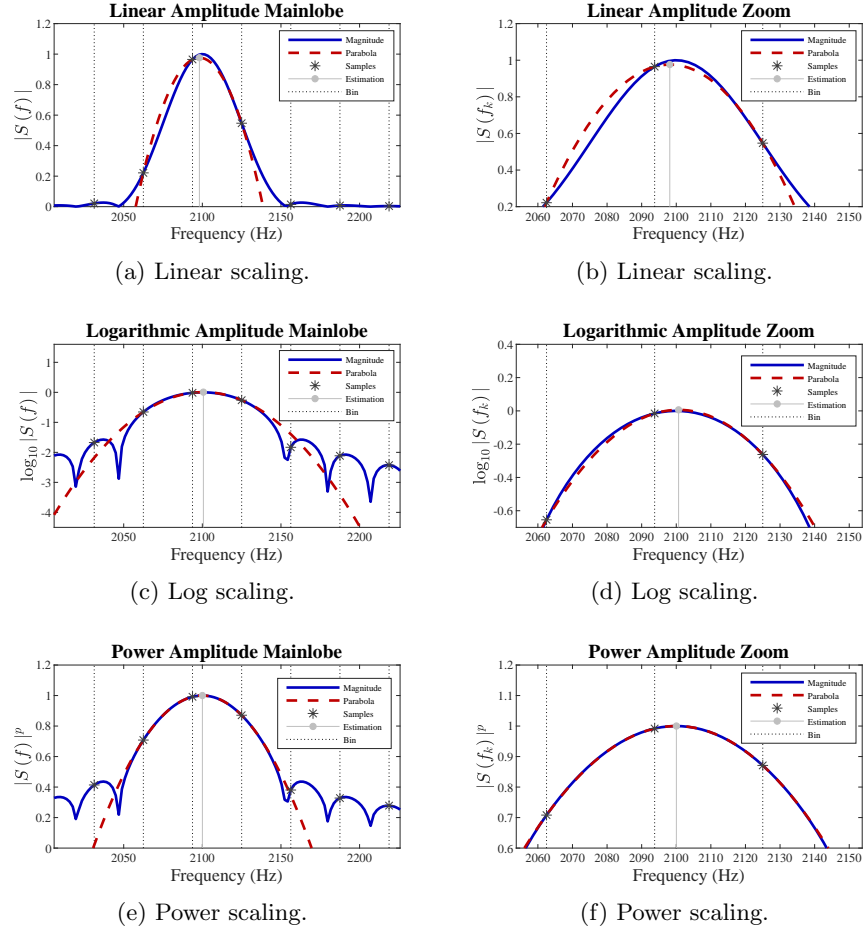 Linear Amplitude Mainlobe
1.2
1
0.8
0.6
0.4
0.2
0
|S (f)|
2050
2100
2150
2200
Frequency (Hz)
Magnitude
Parabola
Samples
Estimation
Bin
(a) Linear scaling.
Linear Amplitude Zoom
1.2
1
0.8
0.6
0.4
0.2
|S (f_k)|
2060 2070 2080 2090 2100 2110 2120 2130 2140 2150
Frequency (Hz)
Magnitude
Parabola
Samples
Estimation
Bin
(b) Linear scaling.
Logarithmic Amplitude Mainlobe
1
0
-1
-2
-3
-4
log10 |S (f)|
2050
2100
2150
2200
Frequency (Hz)
Magnitude
Parabola
Samples
Estimation
Bin
(c) Log scaling.
Logarithmic Amplitude Zoom
0.4
0.2
0
-0.2
-0.4
-0.6
log10 |S (f_k)|
2060 2070 2080 2090 2100 2110 2120 2130 2140 2150
Frequency (Hz)
Magnitude
Parabola
Samples
Estimation
Bin
(d) Log scaling.
Power Amplitude Mainlobe
1.2
1
0.8
0.6
0.4
0.2
0
|S (f)|^p
2050
2100
2150
2200
Frequency (Hz)
Magnitude
Parabola
Samples
Estimation
Bin
(e) Power scaling.
Power Amplitude Zoom
1.2
1.1
1
0.9
0.8
0.7
0.6
|S (f_k)|^p
2060 2070 2080 2090 2100 2110 2120 2130 2140 2150
Frequency (Hz)
Magnitude
Parabola
Samples
Estimation
Bin
(f) Power scaling.